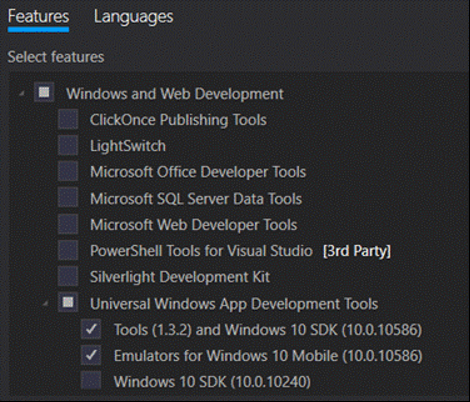 Features Languages
Select features
Windows and Web Development
ClickOnce Publishing Tools
LightSwitch
Microsoft Office Developer Tools
Microsoft SQL Server Data Tools
Microsoft Web Developer Tools
PowerShell Tools for Visual Studio [3rd Party]
Silverlight Development Kit
Universal Windows App Development Tools
Tools (1.3.2) and Windows 10 SDK (10.0.10586)
Emulators for Windows 10 Mobile (10.0.10586)
Windows 10 SDK (10.0.10240)